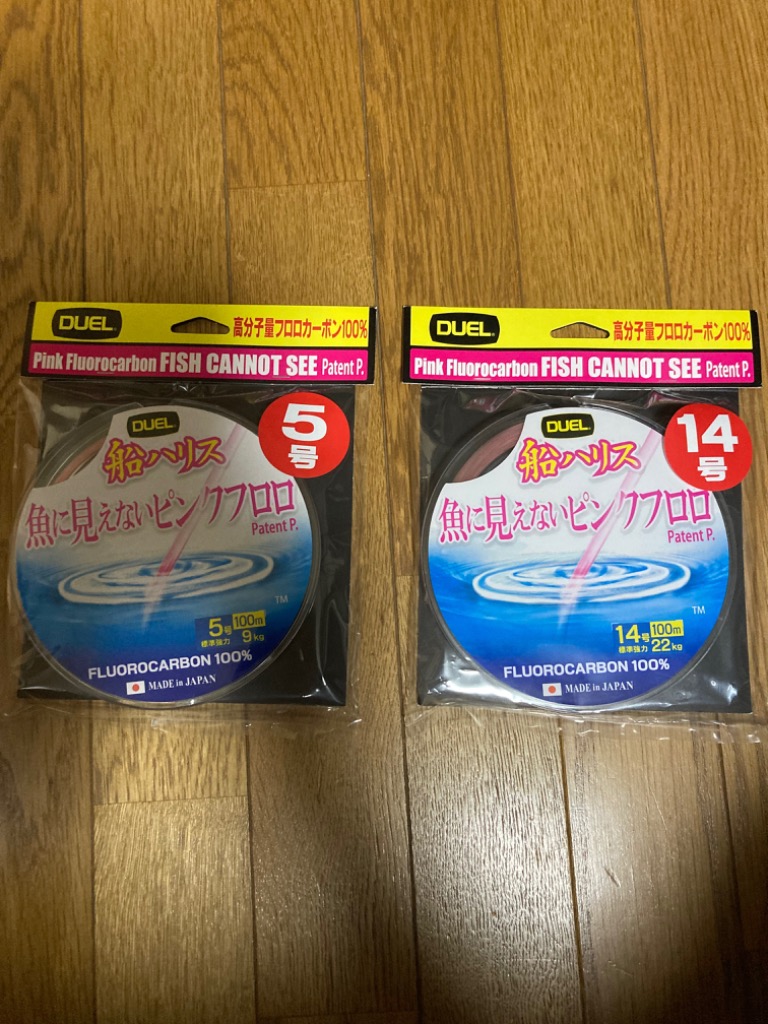 DUEL®
高分子量フロロカーボン100%
Pink Fluorocarbon FISH CANNOT SEE Patent P.
DUEL®
5号
船ハリス
魚に見えないピンクフロロ
Patent P.
TM
5号 100m
標準強力 9kg
FLUOROCARBON 100%
MADE in JAPAN
DUEL®
高分子量フロロカーボン100%
Pink Fluorocarbon FISH CANNOT SEE Patent P.
DUEL®
14号
船ハリス
魚に見えないピンクフロロ
Patent P.
TM
14号 100m
標準強力 22kg
FLUOROCARBON 100%
MADE in JAPAN